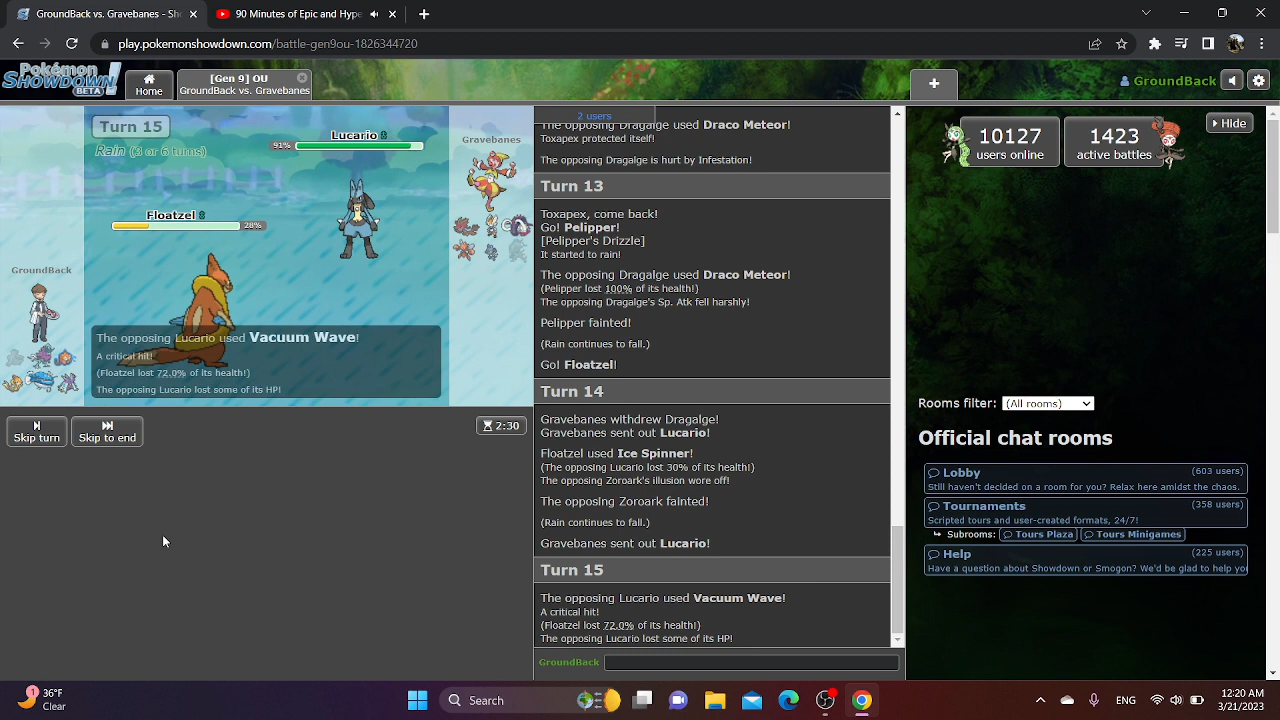 GroundBack vs. Gravebanes - Sh
90 Minutes of Epic and Hype
play.pokemonshowdown.com/battle-gen9ou-1826344720
Pokémon
SHOWDOWN!
BETA
Home
[Gen 9] OU
GroundBack vs. Gravebanes
+
GroundBack
Turn 15
Rain (3 or 6 turns)
Lucario
91%
Floatzel
28%
Gravebanes
GroundBack
The opposing Lucario used Vacuum Wave!
A critical hit!
(Floatzel lost 72.0% of its health!)
The opposing Lucario lost some of its HP!
Skip turn
Skip to end
2:30
2 users
The opposing Dragalge used Draco Meteor!
Toxapex protected itself!
The opposing Dragalge is hurt by Infestation!
Turn 13
Toxapex, come back!
Go! Pelipper!
[Pelipper's Drizzle]
It started to rain!
The opposing Dragalge used Draco Meteor!
(Pelipper lost 100% of its health!)
The opposing Dragalge's Sp. Atk fell harshly!
Pelipper fainted!
(Rain continues to fall.)
Go! Floatzel!
Turn 14
Gravebanes withdrew Dragalge!
Gravebanes sent out Lucario!
Floatzel used Ice Spinner!
(The opposing Lucario lost 30% of its health!)
The opposing Zoroark's illusion wore off!
The opposing Zoroark fainted!
(Rain continues to fall.)
Gravebanes sent out Lucario!
Turn 15
The opposing Lucario used Vacuum Wave!
A critical hit!
(Floatzel lost 72.0% of its health!)
The opposing Lucario lost some of its HP!
GroundBack
10127
users online
1423
active battles
Hide
Rooms filter: (All rooms)
Official chat rooms
Lobby (603 users)
Still haven't decided on a room for you? Relax here amidst the chaos.
Tournaments (358 users)
Scripted tours and user-created formats, 24/7!
Subrooms: Tours Plaza Tours Minigames
Help (225 users)
Have a question about Showdown or Smogon? We'd be glad to help yo
1
36°F
Clear
Search
ENG
12:20 AM
3/21/2023